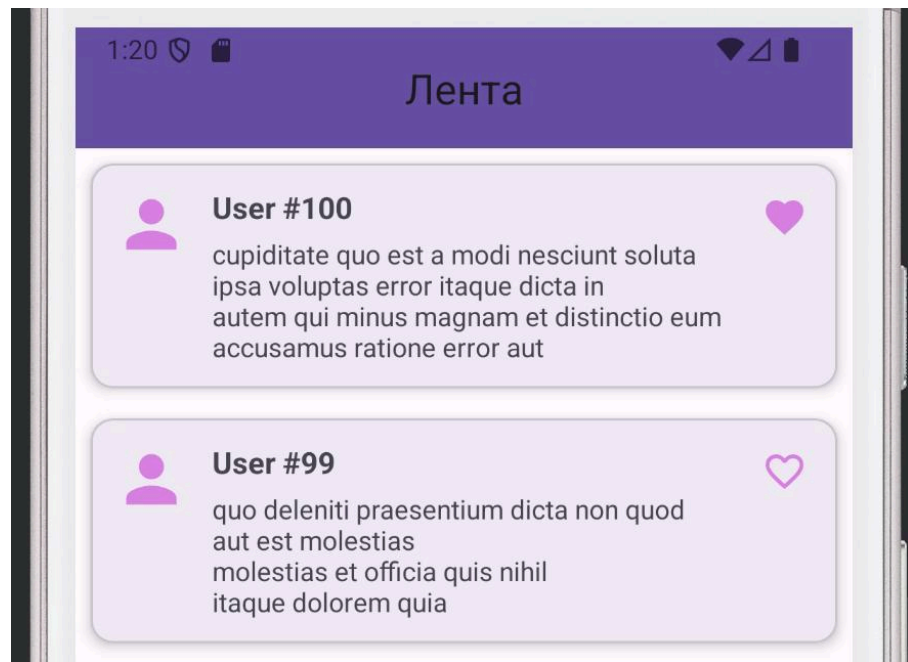 1:20
Лента
User #100
cupiditate quo est a modi nesciunt soluta
ipsa voluptas error itaque dicta in
autem qui minus magnam et distinctio eum
accusamus ratione error aut
User #99
quo deleniti praesentium dicta non quod
aut est molestias
molestias et officia quis nihil
itaque dolorem quia